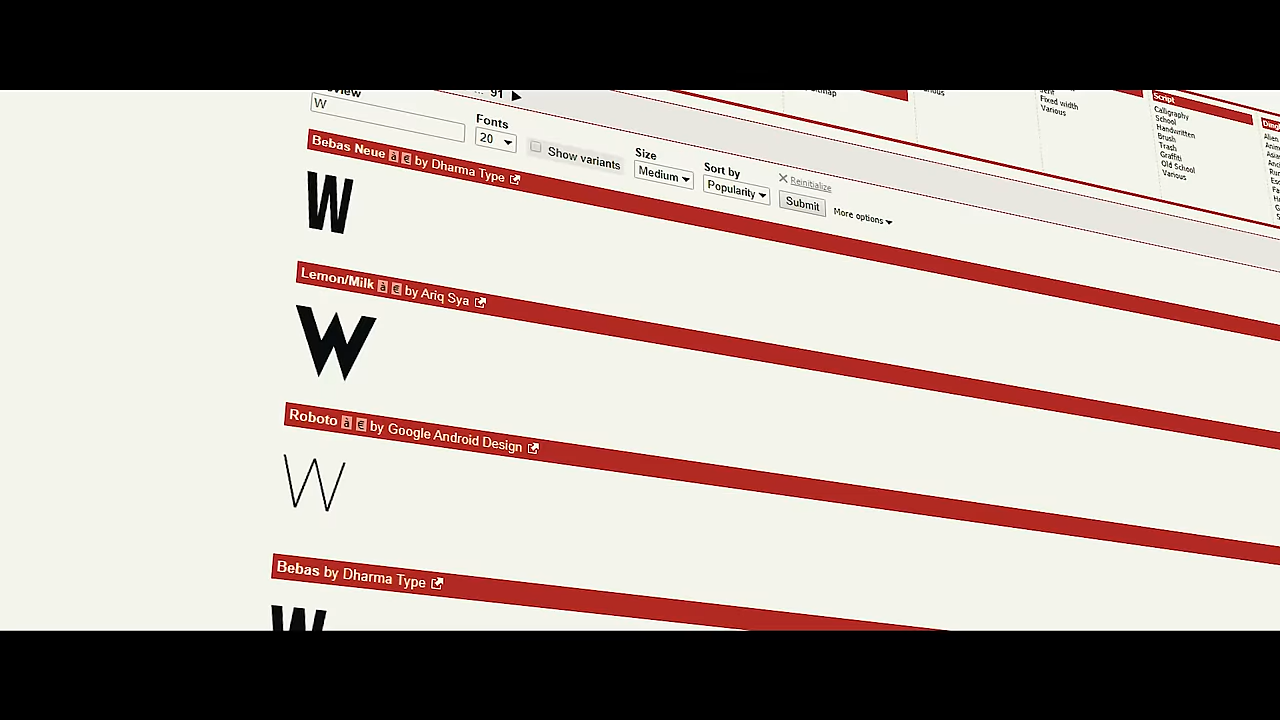 91
W
Fonts
20
Show variants
Size
Medium
Sort by
Popularity
Reinitialize
Submit
More options
Fixed width
Various
Script
Calligraphy
School
Handwritten
Brush
Trash
Graffiti
Old School
Various
Bebas Neue à € by Dharma Type
W
Lemon/Milk à € by Ariq Sya
W
Roboto à € by Google Android Design
W
Bebas by Dharma Type
W